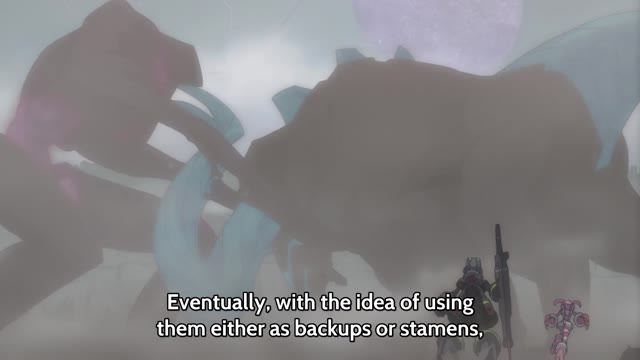 Eventually, with the idea of using
them either as backups or stamens,